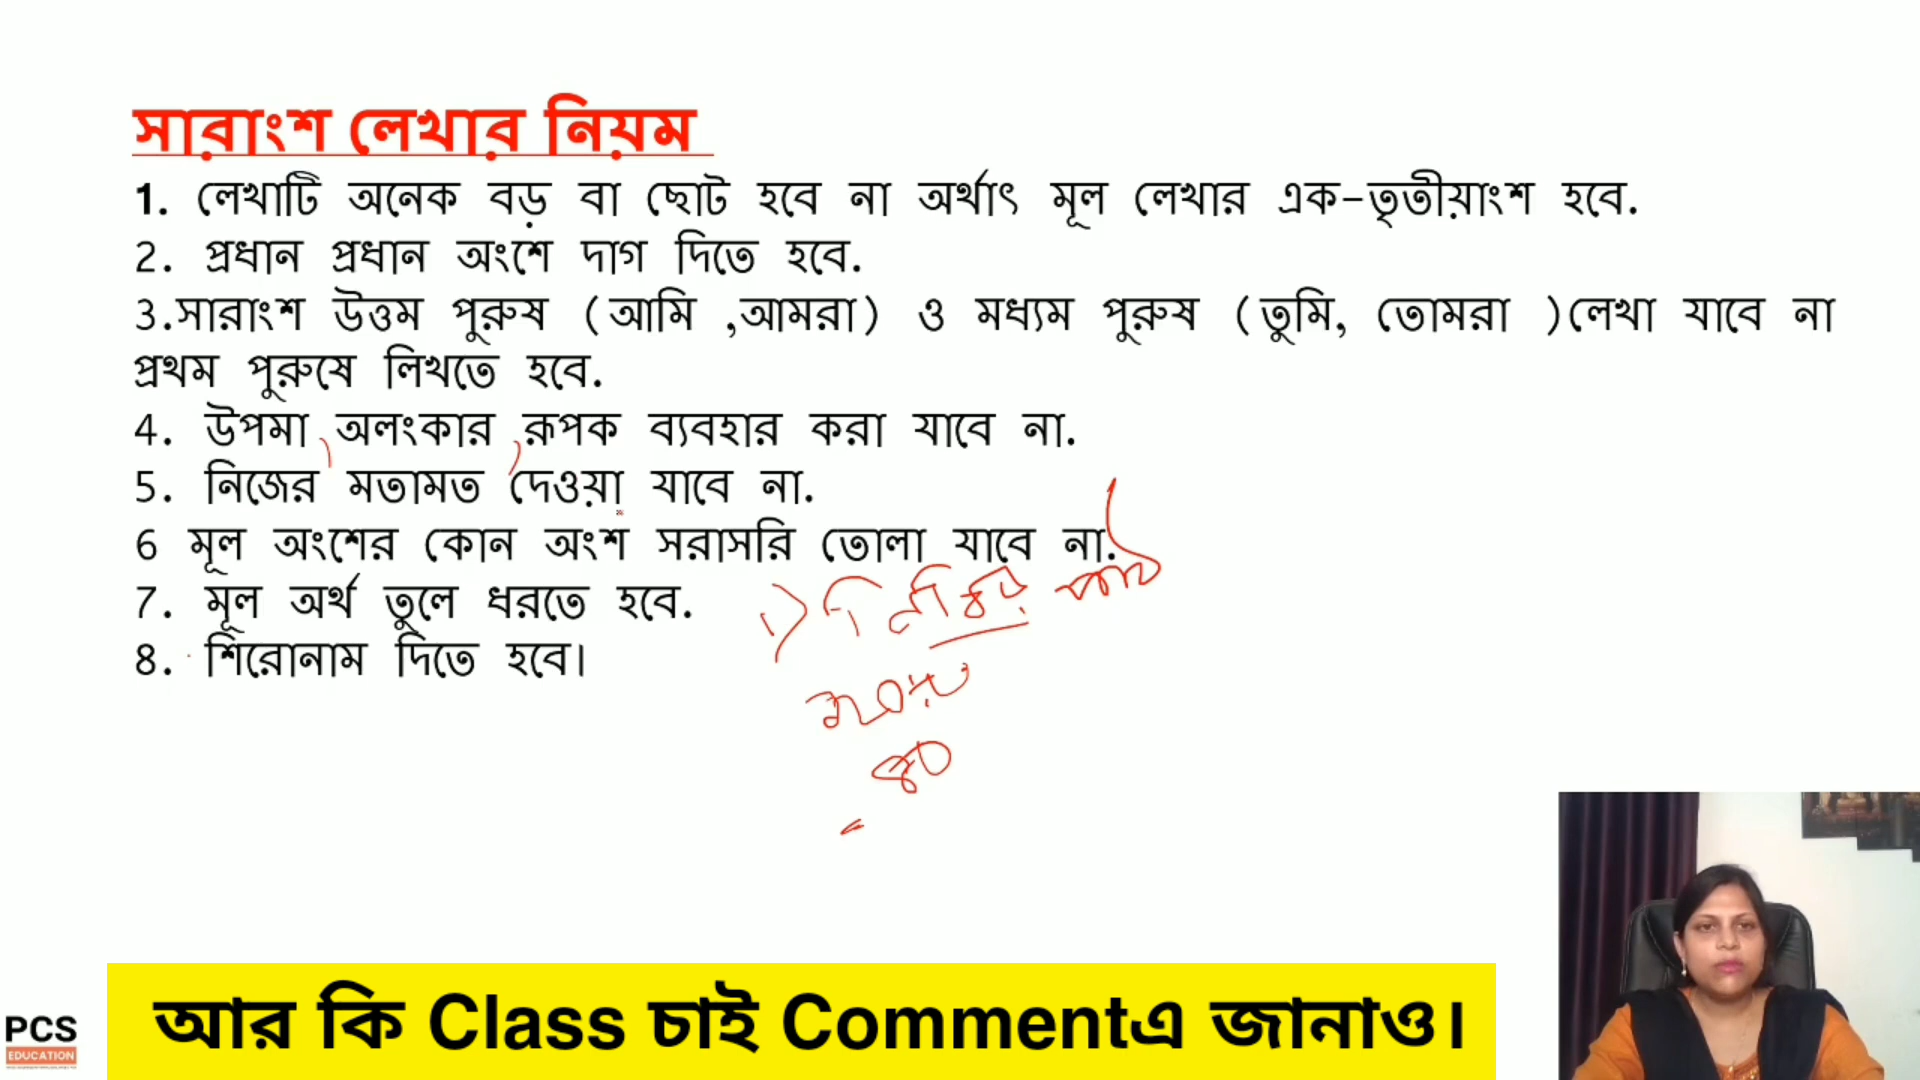 সারাংশ লেখার নিয়ম
1. লেখাটি অনেক বড় বা ছোট হবে না অর্থাৎ মূল লেখার এক-তৃতীয়াংশ হবে.
2. প্রধান প্রধান অংশে দাগ দিতে হবে.
3.সারাংশ উত্তম পুরুষ (আমি ,আমরা) ও মধ্যম পুরুষ (তুমি, তোমরা )লেখা যাবে না
প্রথম পুরুষে লিখতে হবে.
4. উপমা অলংকার রূপক ব্যবহার করা যাবে না.
5. নিজের মতামত দেওয়া যাবে না.
6 মূল অংশের কোন অংশ সরাসরি তোলা যাবে না.
7. মূল অর্থ তুলে ধরতে হবে.
8. শিরোনাম দিতে হবে।
আর কি Class চাই Commentএ জানাও।
PCS
EDUCATION